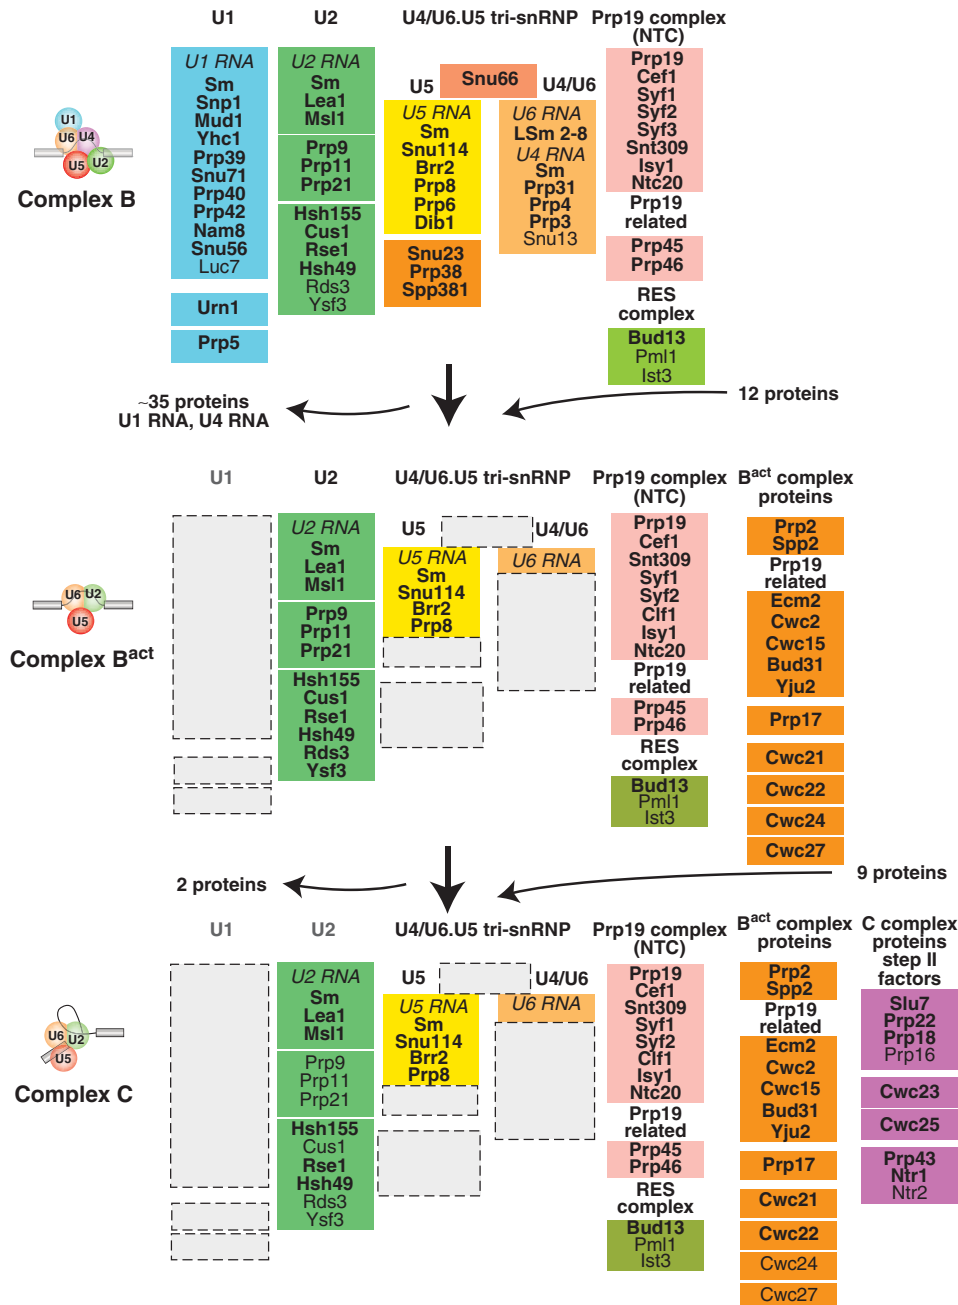 U1
U2
U4/U6.U5 tri-snRNP
Prp19 complex
(NTC)
U1 RNA
Sm
Snp1
Mud1
Yhc1
Prp39
Snu71
Prp40
Prp42
Nam8
Snu56
Luc7
Urn1
Prp5
U2 RNA
Sm
Lea1
Msl1
Prp9
Prp11
Prp21
Hsh155
Cus1
Rse1
Hsh49
Rds3
Ysf3
U5
Snu66
U4/U6
U5 RNA
Sm
Snu114
Brr2
Prp8
Prp6
Dib1
Snu23
Prp38
Spp381
U6 RNA
LSm 2-8
U4 RNA
Sm
Prp31
Prp4
Prp3
Snu13
Prp19
Cef1
Syf1
Syf2
Syf3
Snt309
Isy1
Ntc20
Prp19
related
Prp45
Prp46
RES
complex
Bud13
Pml1
Ist3
U1
U6
U4
U5
U2
Complex B
~35 proteins
U1 RNA, U4 RNA
12 proteins
U1
U2
U4/U6.U5 tri-snRNP
Prp19 complex
(NTC)
Bact complex
proteins
U2 RNA
Sm
Lea1
Msl1
Prp9
Prp11
Prp21
Hsh155
Cus1
Rse1
Hsh49
Rds3
Ysf3
U5
U4/U6
U5 RNA
Sm
Snu114
Brr2
Prp8
U6 RNA
Prp19
Cef1
Snt309
Syf1
Syf2
Clf1
Isy1
Ntc20
Prp19
related
Prp45
Prp46
RES
complex
Bud13
Pml1
Ist3
Prp2
Spp2
Prp19
related
Ecm2
Cwc2
Cwc15
Bud31
Yju2
Prp17
Cwc21
Cwc22
Cwc24
Cwc27
U6
U2
U5
Complex Bact
2 proteins
9 proteins
U1
U2
U4/U6.U5 tri-snRNP
Prp19 complex
(NTC)
Bact complex
proteins
C complex
proteins
step II
factors
U2 RNA
Sm
Lea1
Msl1
Prp9
Prp11
Prp21
Hsh155
Cus1
Rse1
Hsh49
Rds3
Ysf3
U5
U4/U6
U5 RNA
Sm
Snu114
Brr2
Prp8
U6 RNA
Prp19
Cef1
Snt309
Syf1
Syf2
Clf1
Isy1
Ntc20
Prp19
related
Prp45
Prp46
RES
complex
Bud13
Pml1
Ist3
Prp2
Spp2
Prp19
related
Ecm2
Cwc2
Cwc15
Bud31
Yju2
Prp17
Cwc21
Cwc22
Cwc24
Cwc27
Slu7
Prp22
Prp18
Prp16
Cwc23
Cwc25
Prp43
Ntr1
Ntr2
U6
U2
U5
Complex C